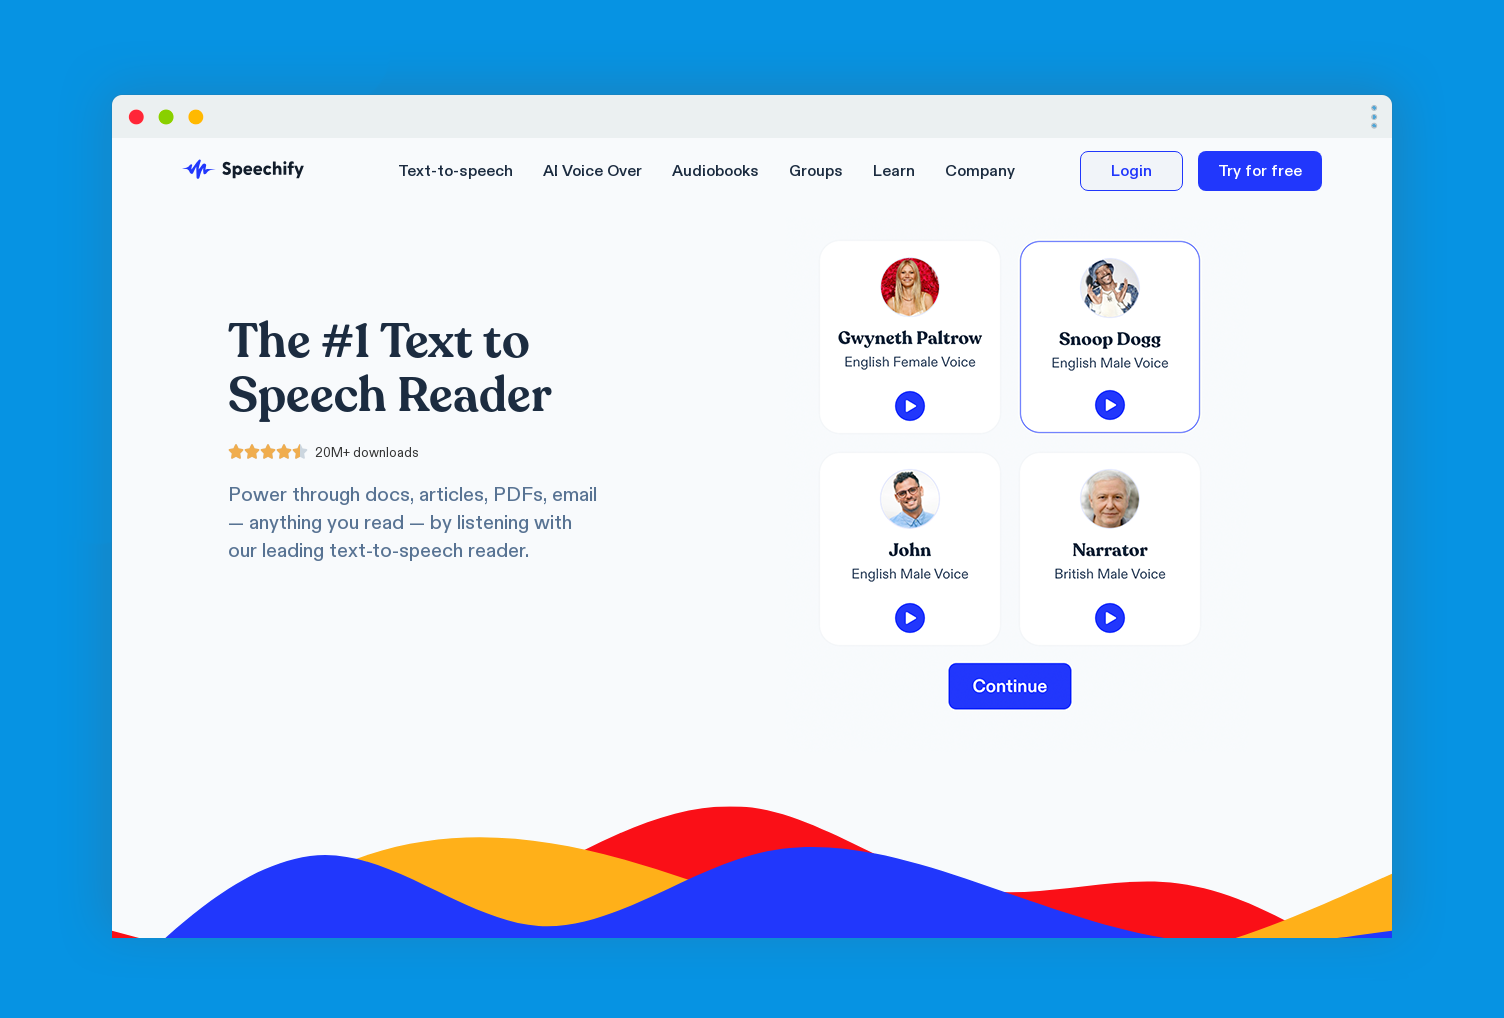 Speechify
Text-to-speech
AI Voice Over
Audiobooks
Groups
Learn
Company
Login
Try for free
The #1 Text to
Speech Reader
20M+ downloads
Power through docs, articles, PDFs, email
— anything you read — by listening with
our leading text-to-speech reader.
Gwyneth Paltrow
English Female Voice
Snoop Dogg
English Male Voice
John
English Male Voice
Narrator
British Male Voice
Continue